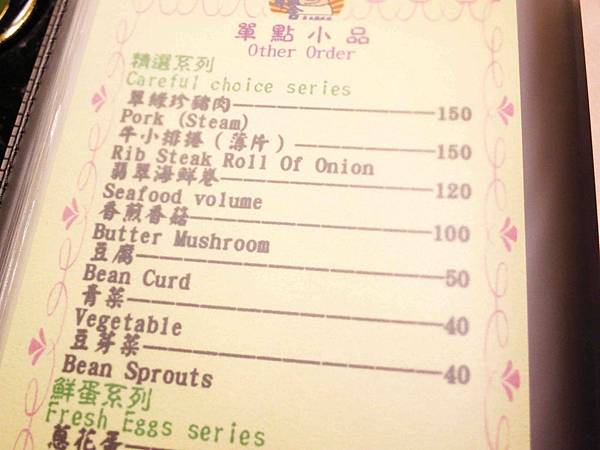 單點小品
Other Order
精選系列
Careful choice series
翠綠珍豬肉 150
Pork (Steam)
牛小排捲(薄片) 150
Rib Steak Roll Of Onion
翡翠海鮮卷 120
Seafood volume
香煎香菇 100
Butter Mushroom
豆腐 50
Bean Curd
青菜 40
Vegetable
豆芽菜 40
Bean Sprouts
鮮蛋系列
Fresh Eggs series
蔥花蛋